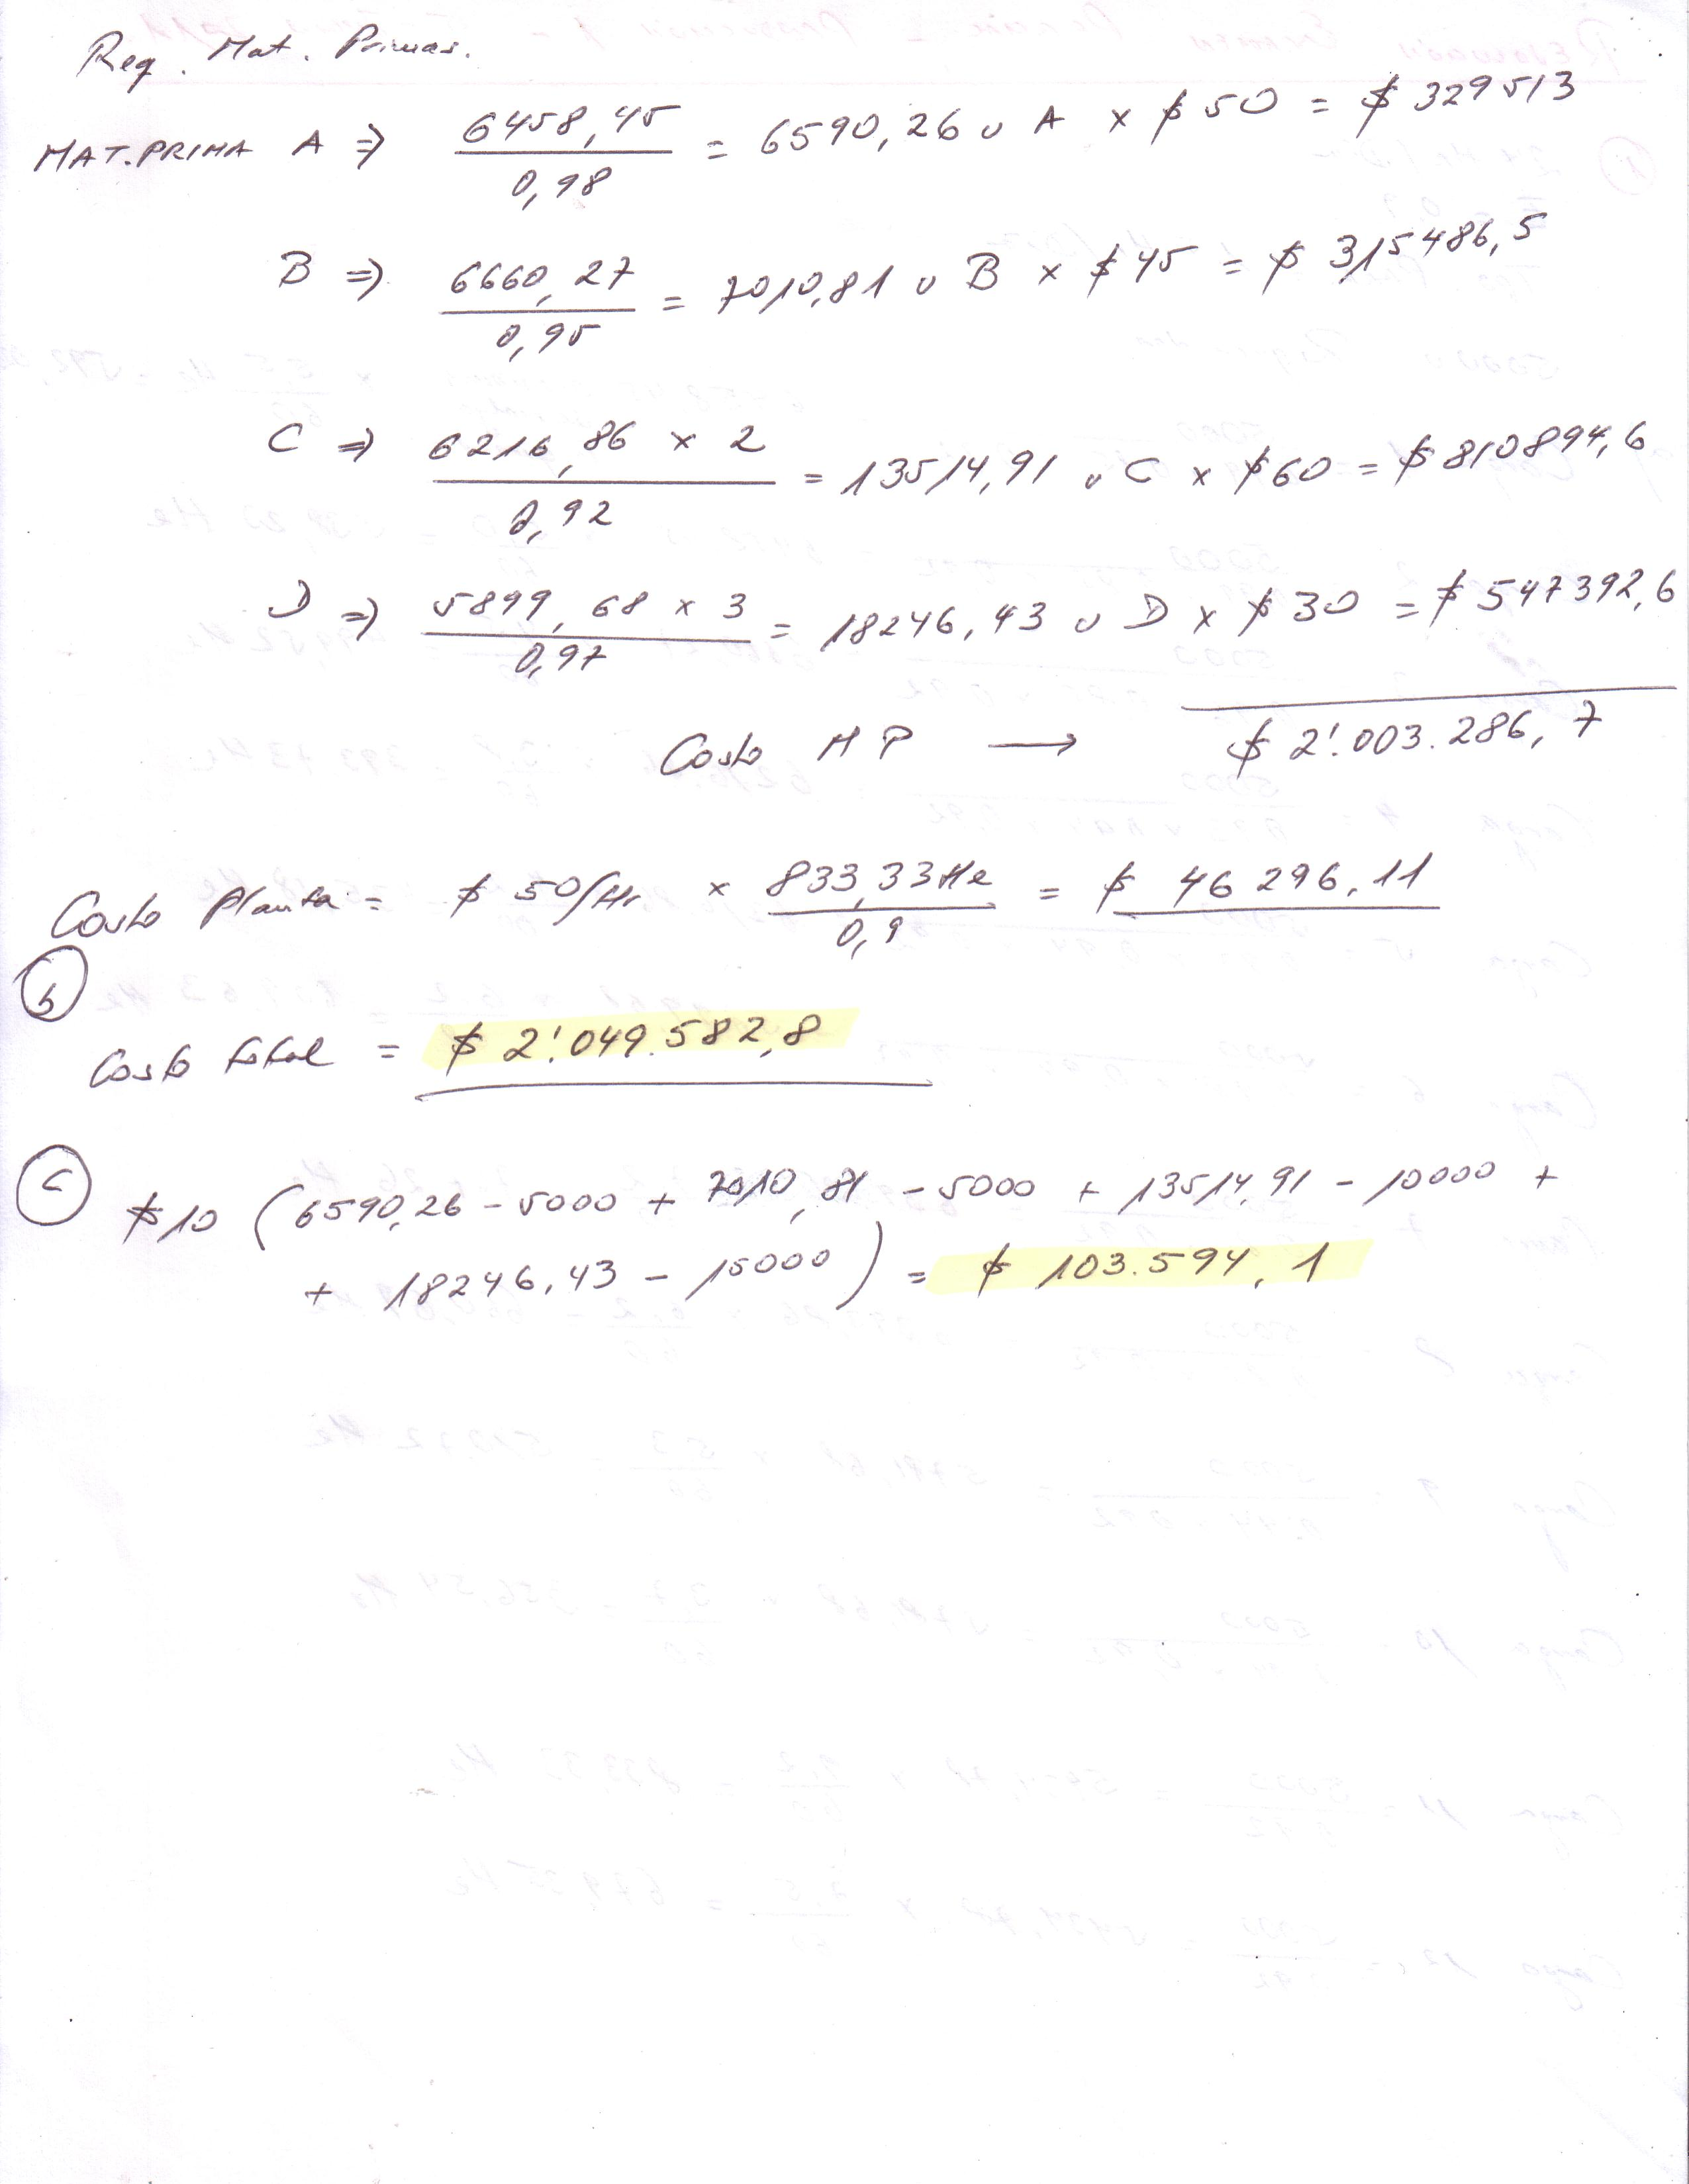 Req. Mat. Primas.
MAT. PRIMA A ⇒ 6458,45 / 0,98 = 6590,26 u A x $ 50 = $ 329513
B ⇒ 6660,27 / 0,95 = 7010,81 u B x $ 45 = $ 315486,5
C ⇒ 6216,86 x 2 / 0,92 = 13514,91 u C x $ 60 = $ 810894,6
D ⇒ 5899,68 x 3 / 0,97 = 18246,43 u D x $ 30 = $ 547392,6
Costo M P → $ 2'.003.286,7
Costo Planta = $ 50/Hr x 833,33 He / 0,9 = $ 46296,11
b
Costo total = $ 2'.049.582,8
c $ 10 (6590,26 - 5000 + 7010,81 - 5000 + 13514,91 - 10000 +
+ 18246,43 - 15000) = $ 103.594,1